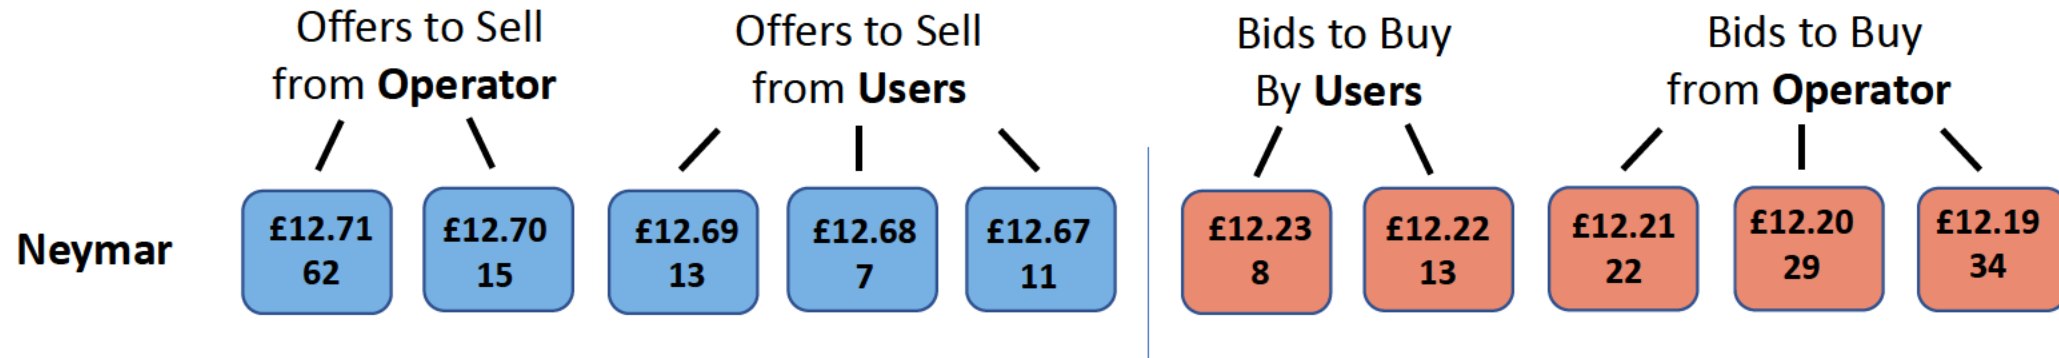 Offers to Sell
from Operator
Offers to Sell
from Users
Bids to Buy
By Users
Bids to Buy
from Operator
Neymar
£12.71
62
£12.70
15
£12.69
13
£12.68
7
£12.67
11
£12.23
8
£12.22
13
£12.21
22
£12.20
29
£12.19
34